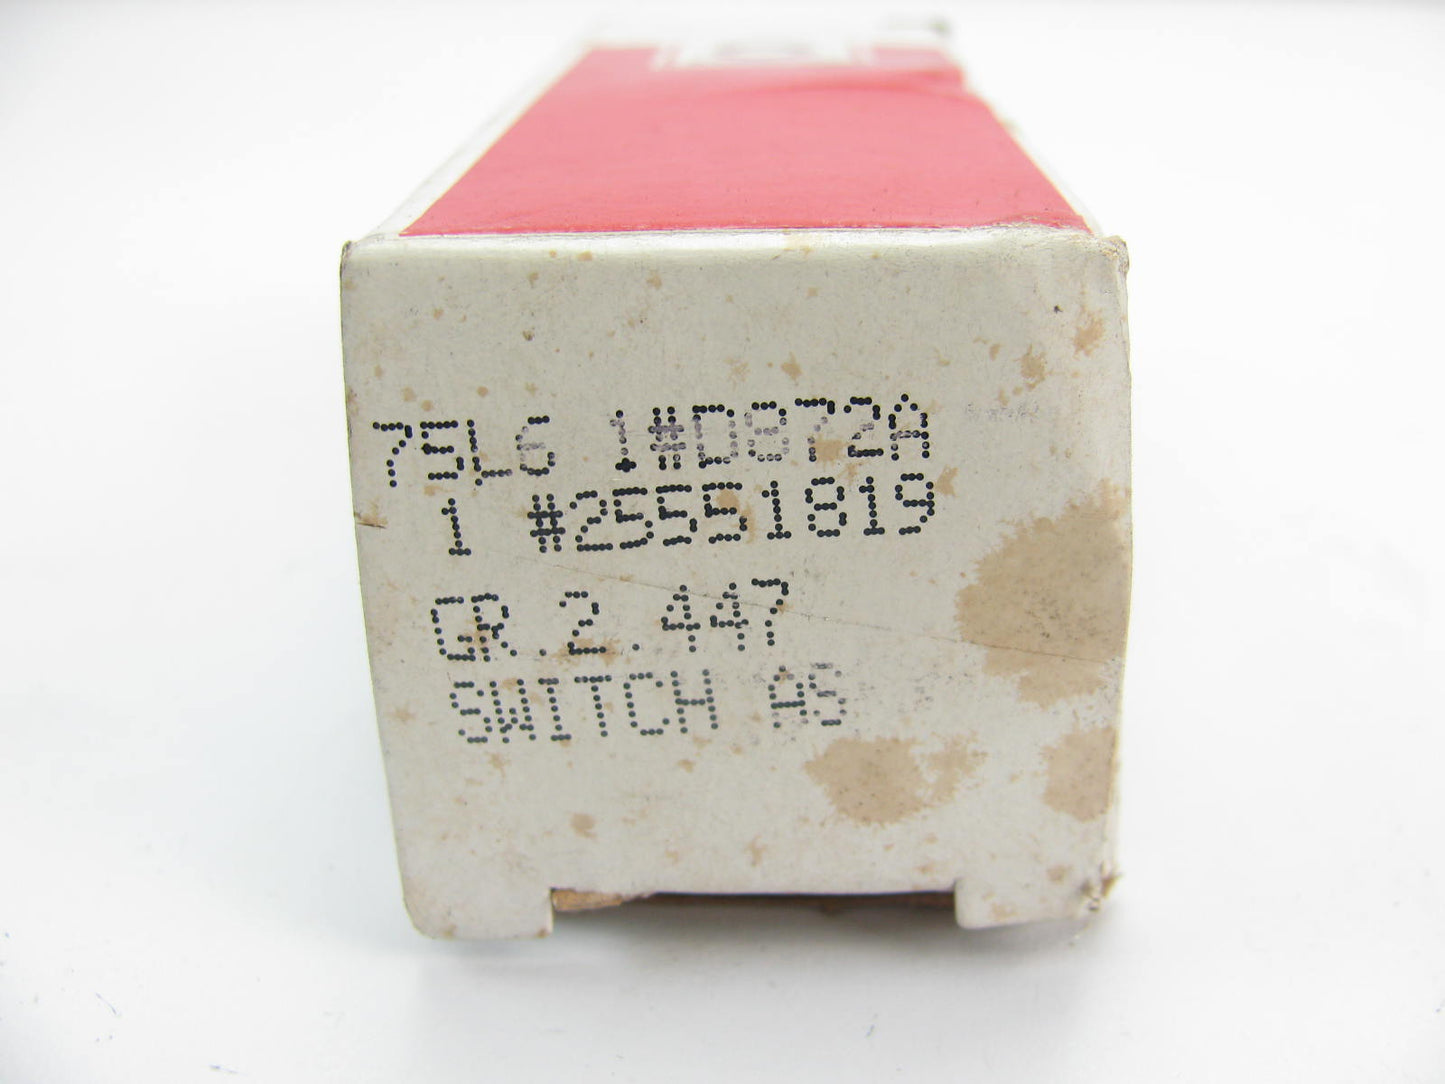 75L6 1#D872A
1 #25551819
GR.2.447
SWITCH AS